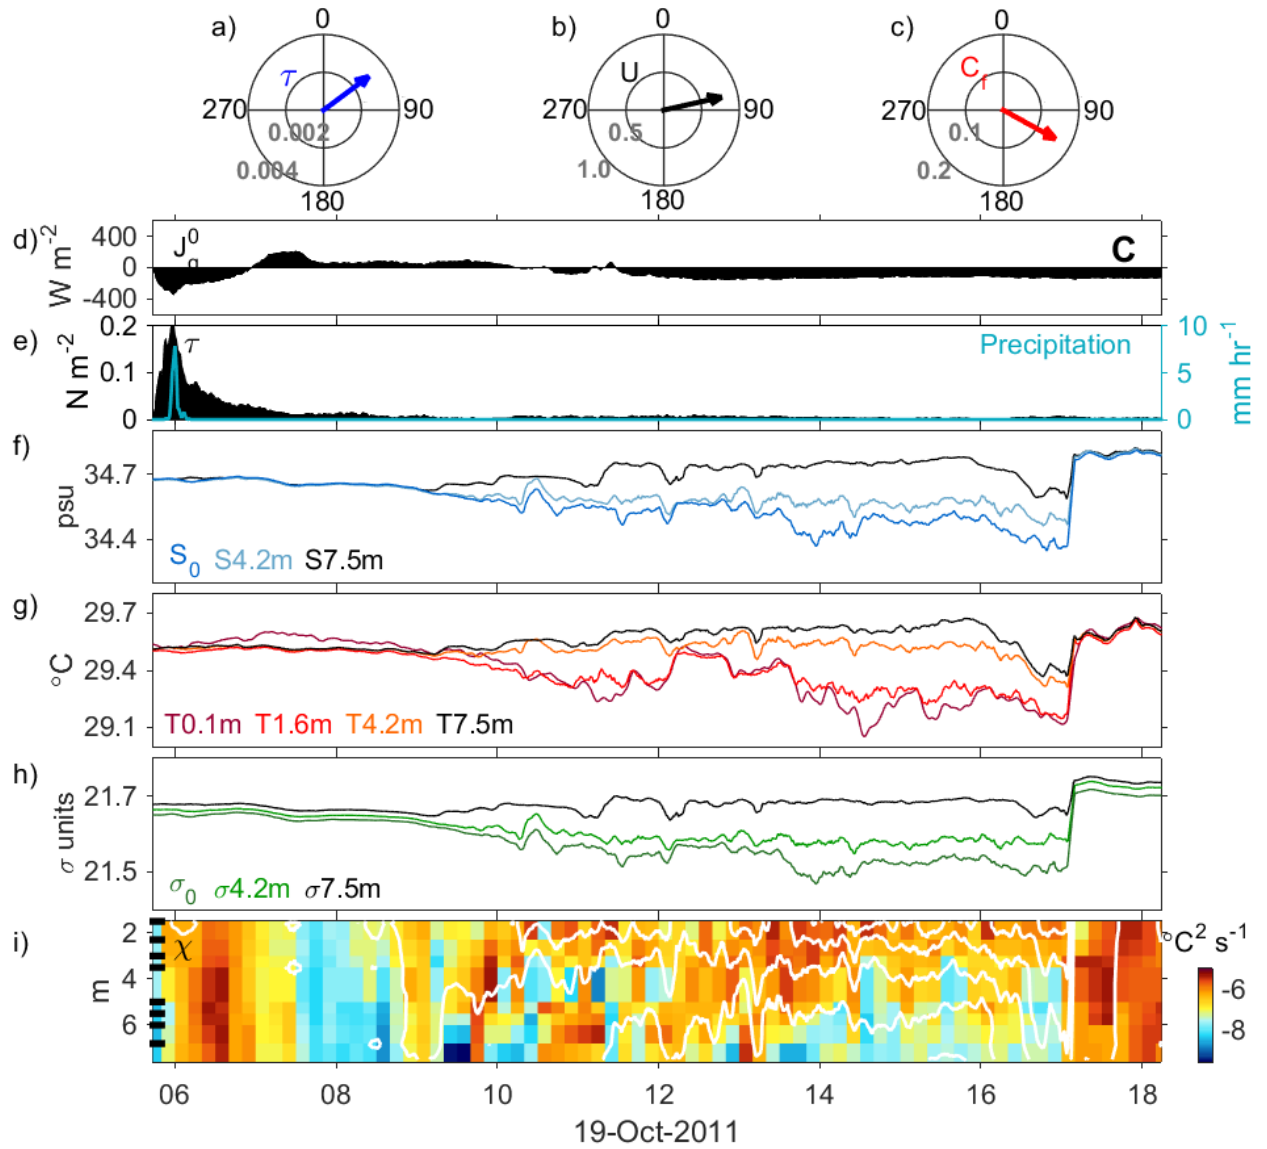 a) 0 b) 0 c) 0
τ U C_f
270 90 270 90 270 90
0.002 0.5 0.1
0.004 1.0 0.2
180 180 180
d) W m⁻² 400 0 -400 J_q^0 C
e) N m⁻² 0.2 0.1 0 τ Precipitation 10 5 0 mm hr⁻¹
f) psu 34.7 34.4
S₀ S4.2m S7.5m
g) °C 29.7 29.4 29.1
T0.1m T1.6m T4.2m T7.5m
h) σ units 21.7 21.5
σ₀ σ4.2m σ7.5m
i) m 2 4 6 χ °C² s⁻¹ -6 -8
06 08 10 12 14 16 18
19-Oct-2011